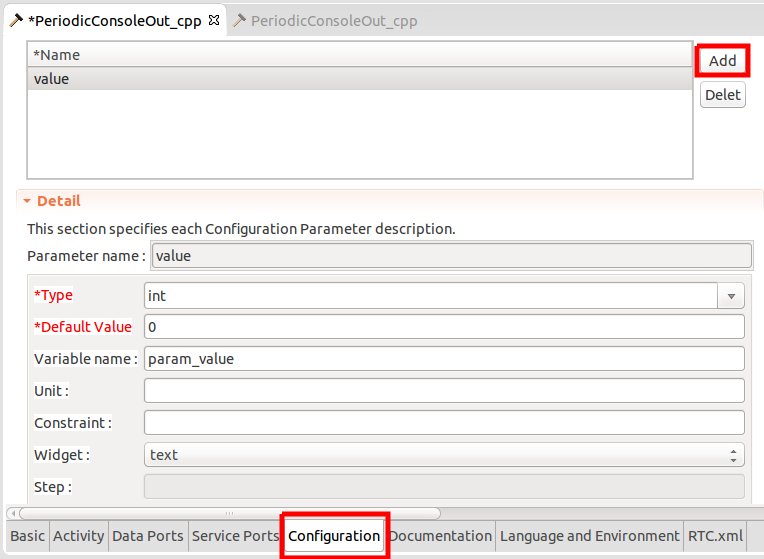 *PeriodicConsoleOut_cpp
PeriodicConsoleOut_cpp
*Name
value
Add
Delet
Detail
This section specifies each Configuration Parameter description.
Parameter name : value
*Type int
*Default Value 0
Variable name : param_value
Unit :
Constraint :
Widget : text
Step :
Basic Activity Data Ports Service Ports Configuration Documentation Language and Environment RTC.xml